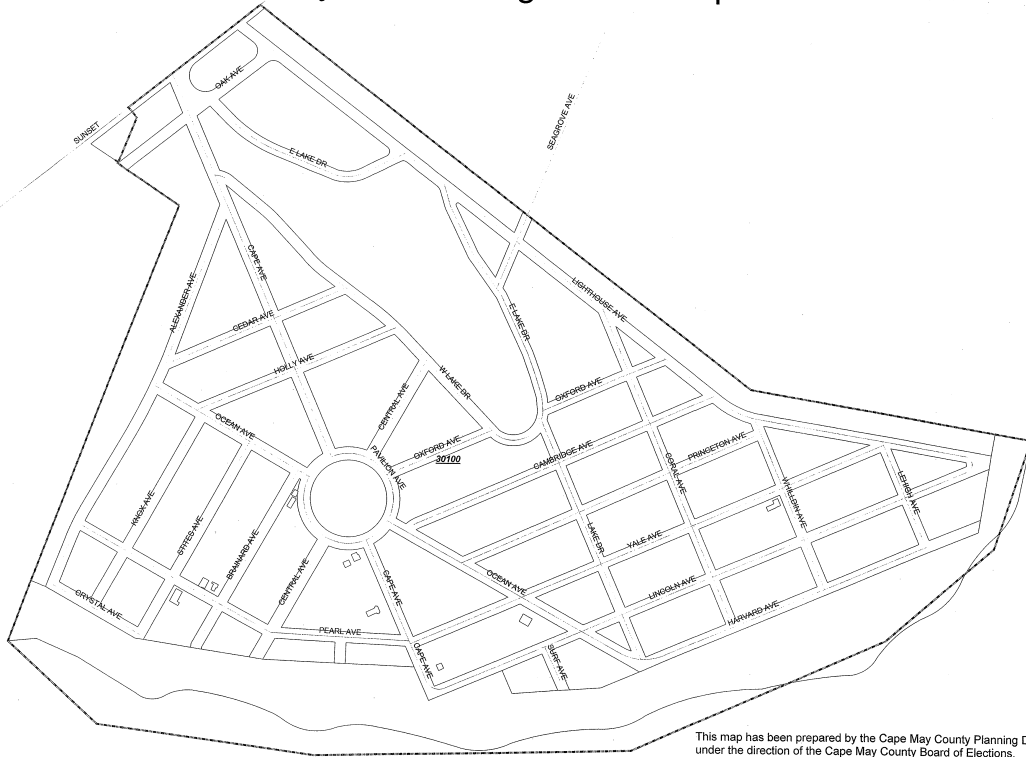 OAK AVE
SUNSET
SEAGROVE AVE
E LAKE DR
CAPE AVE
ALEXANDER AVE
LIGHTHOUSE AVE
CEDAR AVE
E LAKE DR
HOLLY AVE
W LAKE DR
CENTRAL AVE
OXFORD AVE
OCEAN AVE
OXFORD AVE
PAVILION AVE
30100
CAMBRIDGE AVE
PRINCETON AVE
CORAL AVE
WHILLDIN AVE
LEHIGH AVE
KNOX AVE
STITES AVE
BRAINARD AVE
LAKE DR
YALE AVE
CENTRAL AVE
CAPE AVE
OCEAN AVE
LINCOLN AVE
CRYSTAL AVE
HARVARD AVE
PEARL AVE
CAPE AVE
SURF AVE
This map has been prepared by the Cape May County Planning D
under the direction of the Cape May County Board of Elections.